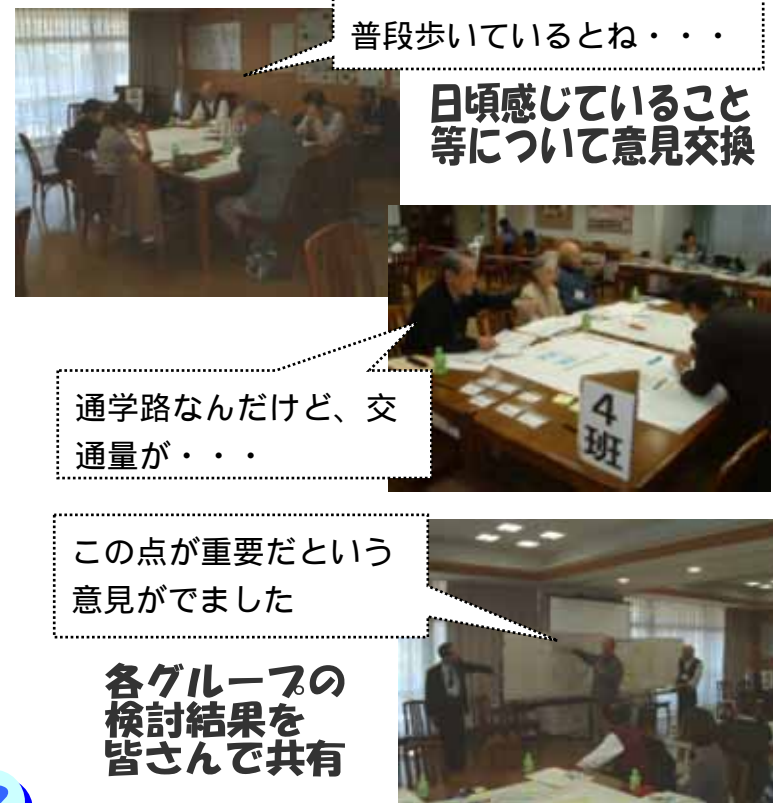 普段歩いているとね・・・
日頃感じていること
等について意見交換
通学路なんだけど、交
通量が・・・
4
班
この点が重要だという
意見がでました
各グループの
検討結果を
皆さんで共有